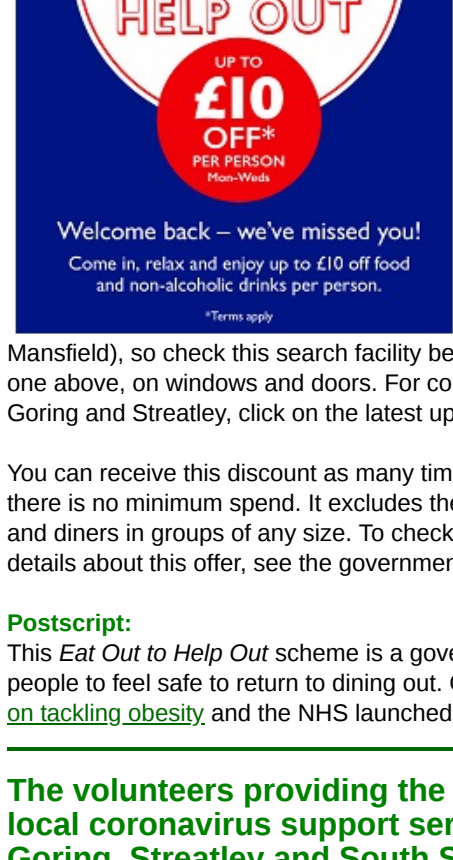 HELP OUT
UP TO
£10
OFF*
PER PERSON
Mon-Weds
Welcome back – we've missed you!
Come in, relax and enjoy up to £10 off food
and non-alcoholic drinks per person.
*Terms apply
Mansfield), so check this search facility be
one above, on windows and doors. For co
Goring and Streatley, click on the latest up
You can receive this discount as many tim
there is no minimum spend. It excludes the
and diners in groups of any size. To check
details about this offer, see the governmen
Postscript:
This Eat Out to Help Out scheme is a gove
people to feel safe to return to dining out.
on tackling obesity and the NHS launched
The volunteers providing the
local coronavirus support ser
Goring, Streatley and South S